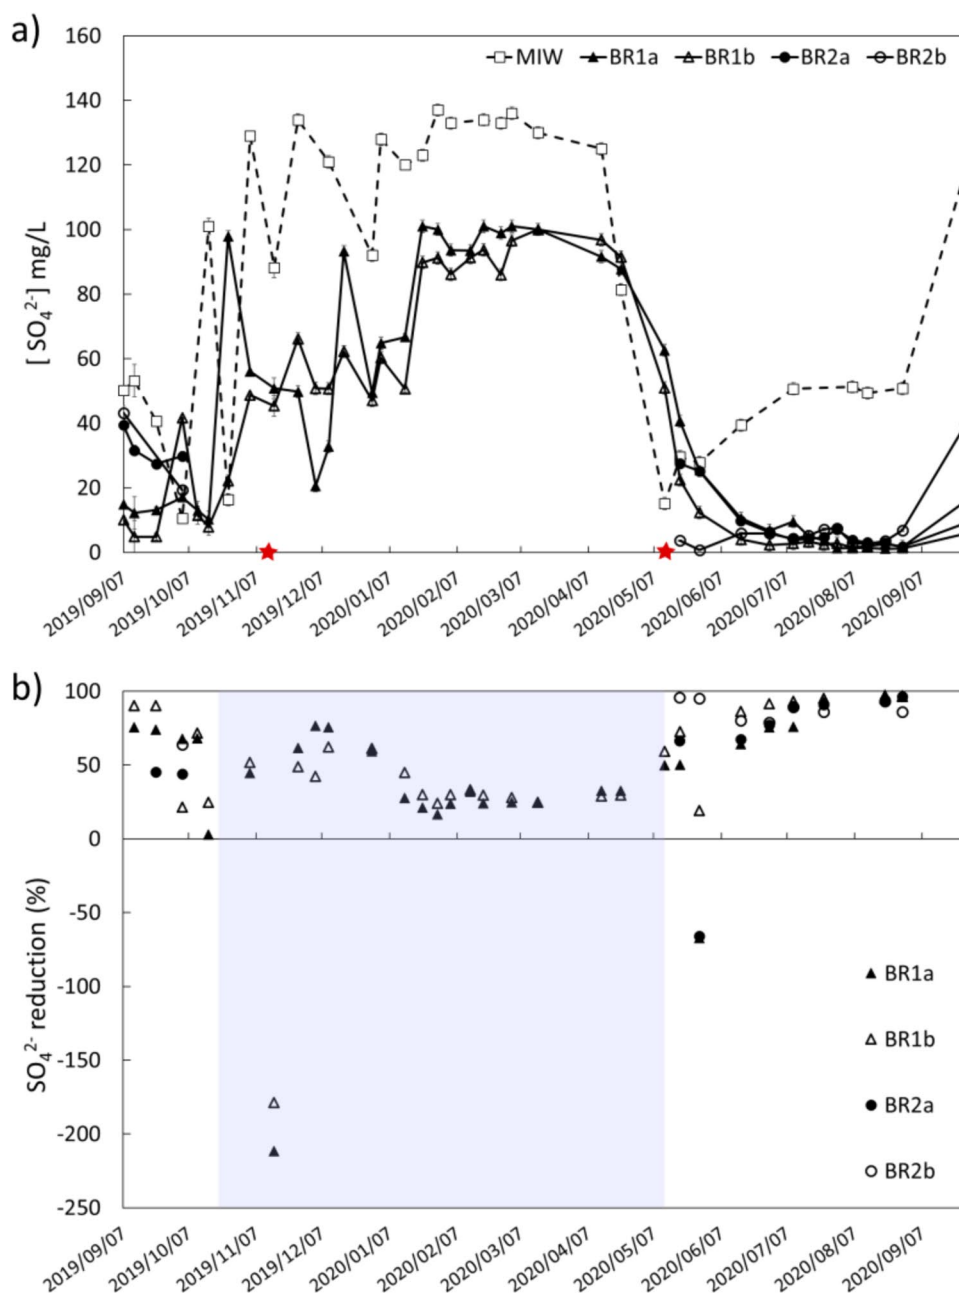 a)
160
MIW BR1a BR1b BR2a BR2b
140
120
100
80
60
40
20
0
[ SO₄²⁻] mg/L
2019/09/07 2019/10/07 2019/11/07 2019/12/07 2020/01/07 2020/02/07 2020/03/07 2020/04/07 2020/05/07 2020/06/07 2020/07/07 2020/08/07 2020/09/07
b)
100
50
0
-50
-100
-150
-200
-250
SO₄²⁻ reduction (%)
BR1a
BR1b
BR2a
BR2b
2019/09/07 2019/10/07 2019/11/07 2019/12/07 2020/01/07 2020/02/07 2020/03/07 2020/04/07 2020/05/07 2020/06/07 2020/07/07 2020/08/07 2020/09/07